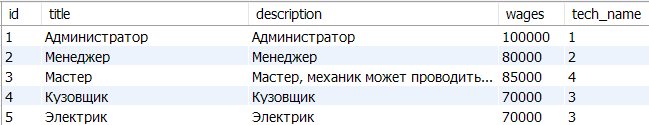 id title description wages tech_name
1 Администратор Администратор 100000 1
2 Менеджер Менеджер 80000 2
3 Мастер Мастер, механик может проводить... 85000 4
4 Кузовщик Кузовщик 70000 3
5 Электрик Электрик 70000 3